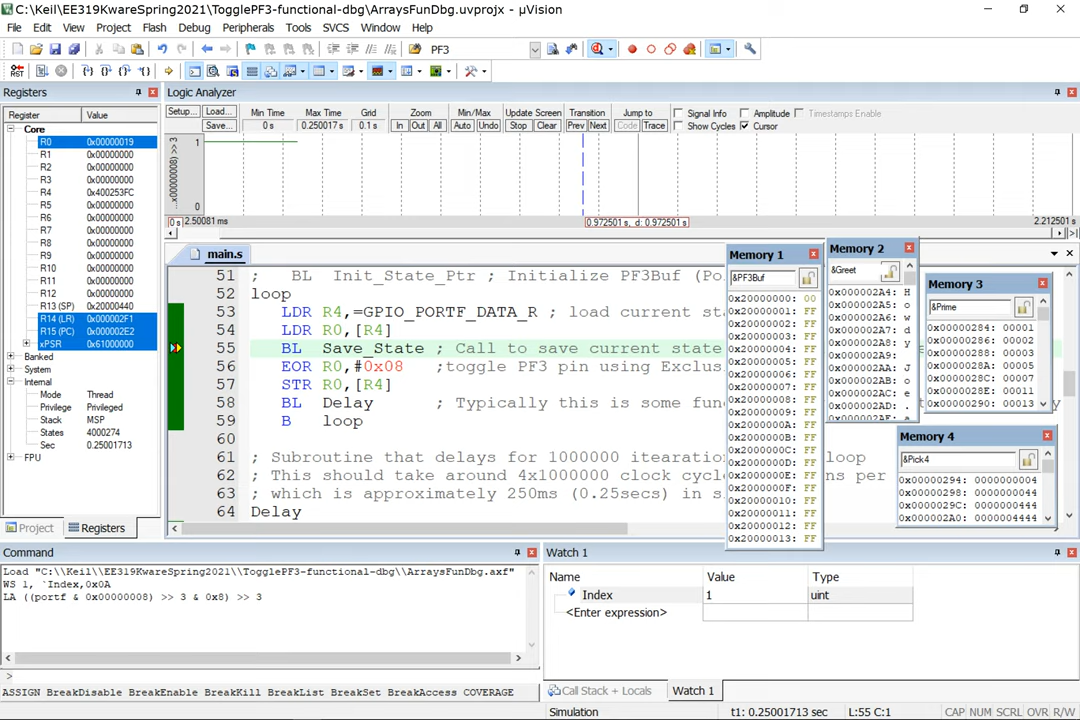 C:\Keil\EE319KwareSpring2021\TogglePF3-functional-dbg\ArraysFunDbg.uvprojx - µVision
File Edit View Project Flash Debug Peripherals Tools SVCS Window Help
PF3
Registers
Register Value
Core
R0 0x00000019
R1 0x00000000
R2 0x00000000
R3 0x00000000
R4 0x400253FC
R5 0x00000000
R6 0x00000000
R7 0x00000000
R8 0x00000000
R9 0x00000000
R10 0x00000000
R11 0x00000000
R12 0x00000000
R13 (SP) 0x20000440
R14 (LR) 0x000002F1
R15 (PC) 0x000002E2
xPSR 0x61000000
Banked
System
Internal
Mode Thread
Privilege Privileged
Stack MSP
States 4000274
Sec 0.25001713
FPU
Project Registers
Logic Analyzer
Setup... Load... Min Time Max Time Grid Zoom Min/Max Update Screen Transition Jump to Signal Info Amplitude Timestamps Enable
Save... 0 s 0.250017 s 0.1 s In Out All Auto Undo Stop Clear Prev Next Code Trace Show Cycles Cursor
...x00000008) >> 3
1
0
0 s 2.50081 ms 0.972501 s, d: 0.972501 s 2.212501 s
main.s
51 ; BL Init_State_Ptr ; Initialize PF3Buf (Po
52 loop
53 LDR R4,=GPIO_PORTF_DATA_R ; load current sta
54 LDR R0,[R4]
55 BL Save_State ; Call to save current state
56 EOR R0,#0x08 ;toggle PF3 pin using Exclus
57 STR R0,[R4]
58 BL Delay ; Typically this is some fun
59 B loop
60
61 ; Subroutine that delays for 1000000 itearation loop
62 ; This should take around 4x1000000 clock cycle ns per
63 ; which is approximately 250ms (0.25secs) in s
64 Delay
Memory 1
&PF3Buf
0x20000000: 00
0x20000001: FF
0x20000002: FF
0x20000003: FF
0x20000004: FF
0x20000005: FF
0x20000006: FF
0x20000007: FF
0x20000008: FF
0x20000009: FF
0x2000000A: FF
0x2000000B: FF
0x2000000C: FF
0x2000000D: FF
0x2000000E: FF
0x2000000F: FF
0x20000010: FF
0x20000011: FF
0x20000012: FF
0x20000013: FF
Memory 2
&Greet
0x000002A4: H
0x000002A5: o
0x000002A6: w
0x000002A7: d
0x000002A8: y
0x000002A9:
0x000002AA: J
0x000002AB: o
0x000002AC: e
0x000002AD: .
Memory 3
&Prime
0x00000284: 00001
0x00000286: 00002
0x00000288: 00003
0x0000028A: 00005
0x0000028C: 00007
0x0000028E: 00011
0x00000290: 00013
Memory 4
&Pick4
0x00000294: 0000000004
0x00000298: 0000000044
0x0000029C: 0000000444
0x000002A0: 0000004444
Command
Load "C:\\Keil\\EE319KwareSpring2021\\TogglePF3-functional-dbg\\ArraysFunDbg.axf"
WS 1, `Index,0x0A
LA ((portf & 0x00000008) >> 3 & 0x8) >> 3
>
ASSIGN BreakDisable BreakEnable BreakKill BreakList BreakSet BreakAccess COVERAGE
Watch 1
Name Value Type
Index 1 uint
<Enter expression>
Call Stack + Locals Watch 1
Simulation t1: 0.25001713 sec L:55 C:1 CAP NUM SCRL OVR R/W